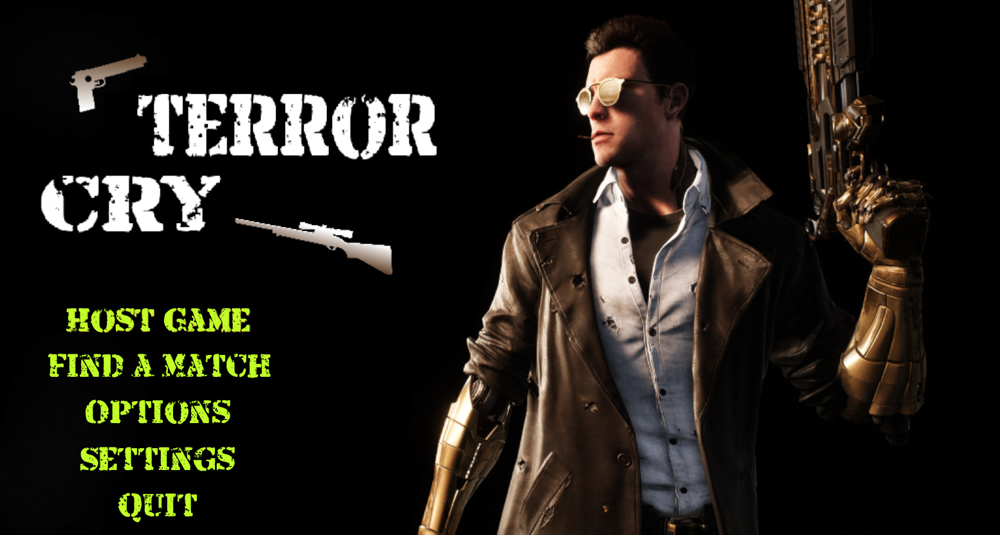 TERROR
CRY
HOST GAME
FIND A MATCH
OPTIONS
SETTINGS
QUIT